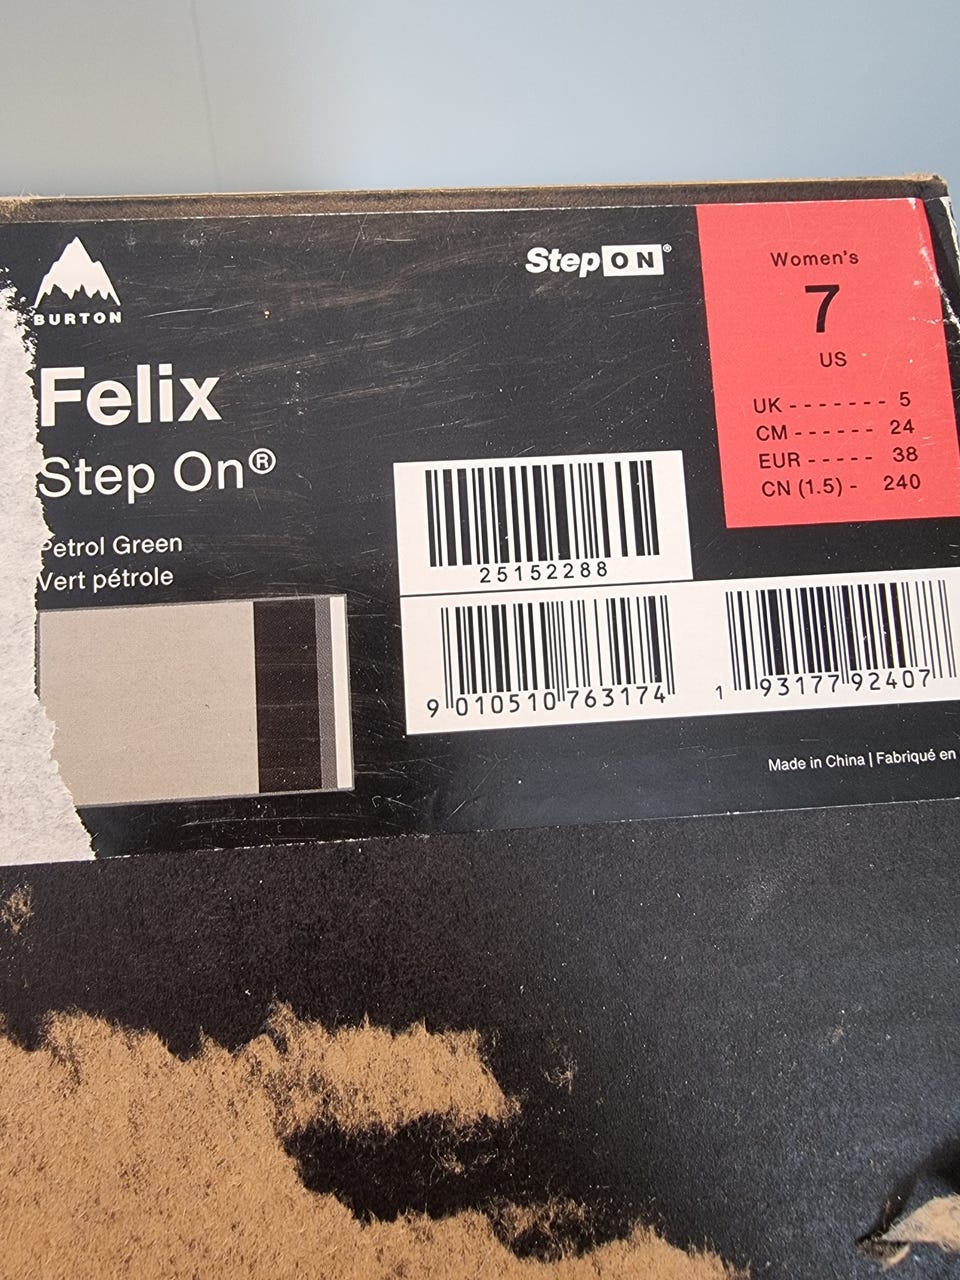 BURTON
StepON®
Felix
Step On®
Petrol Green
Vert pétrole
Women's
7
US
UK - - - - - - - 5
CM - - - - - - 24
EUR - - - - - 38
CN (1.5) - 240
25152288
9 010510 763174
1 93177 92407
Made in China | Fabriqué en